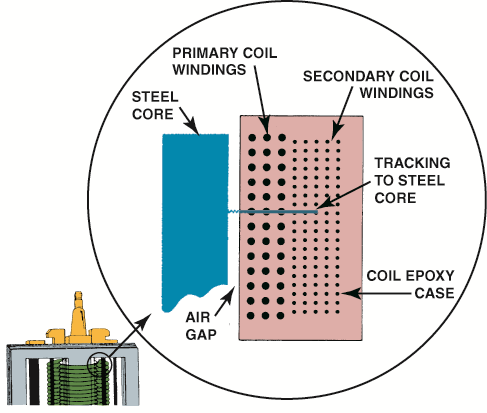 PRIMARY COIL
WINDINGS
SECONDARY COIL
WINDINGS
STEEL
CORE
TRACKING
TO STEEL
CORE
COIL EPOXY
CASE
AIR
GAP